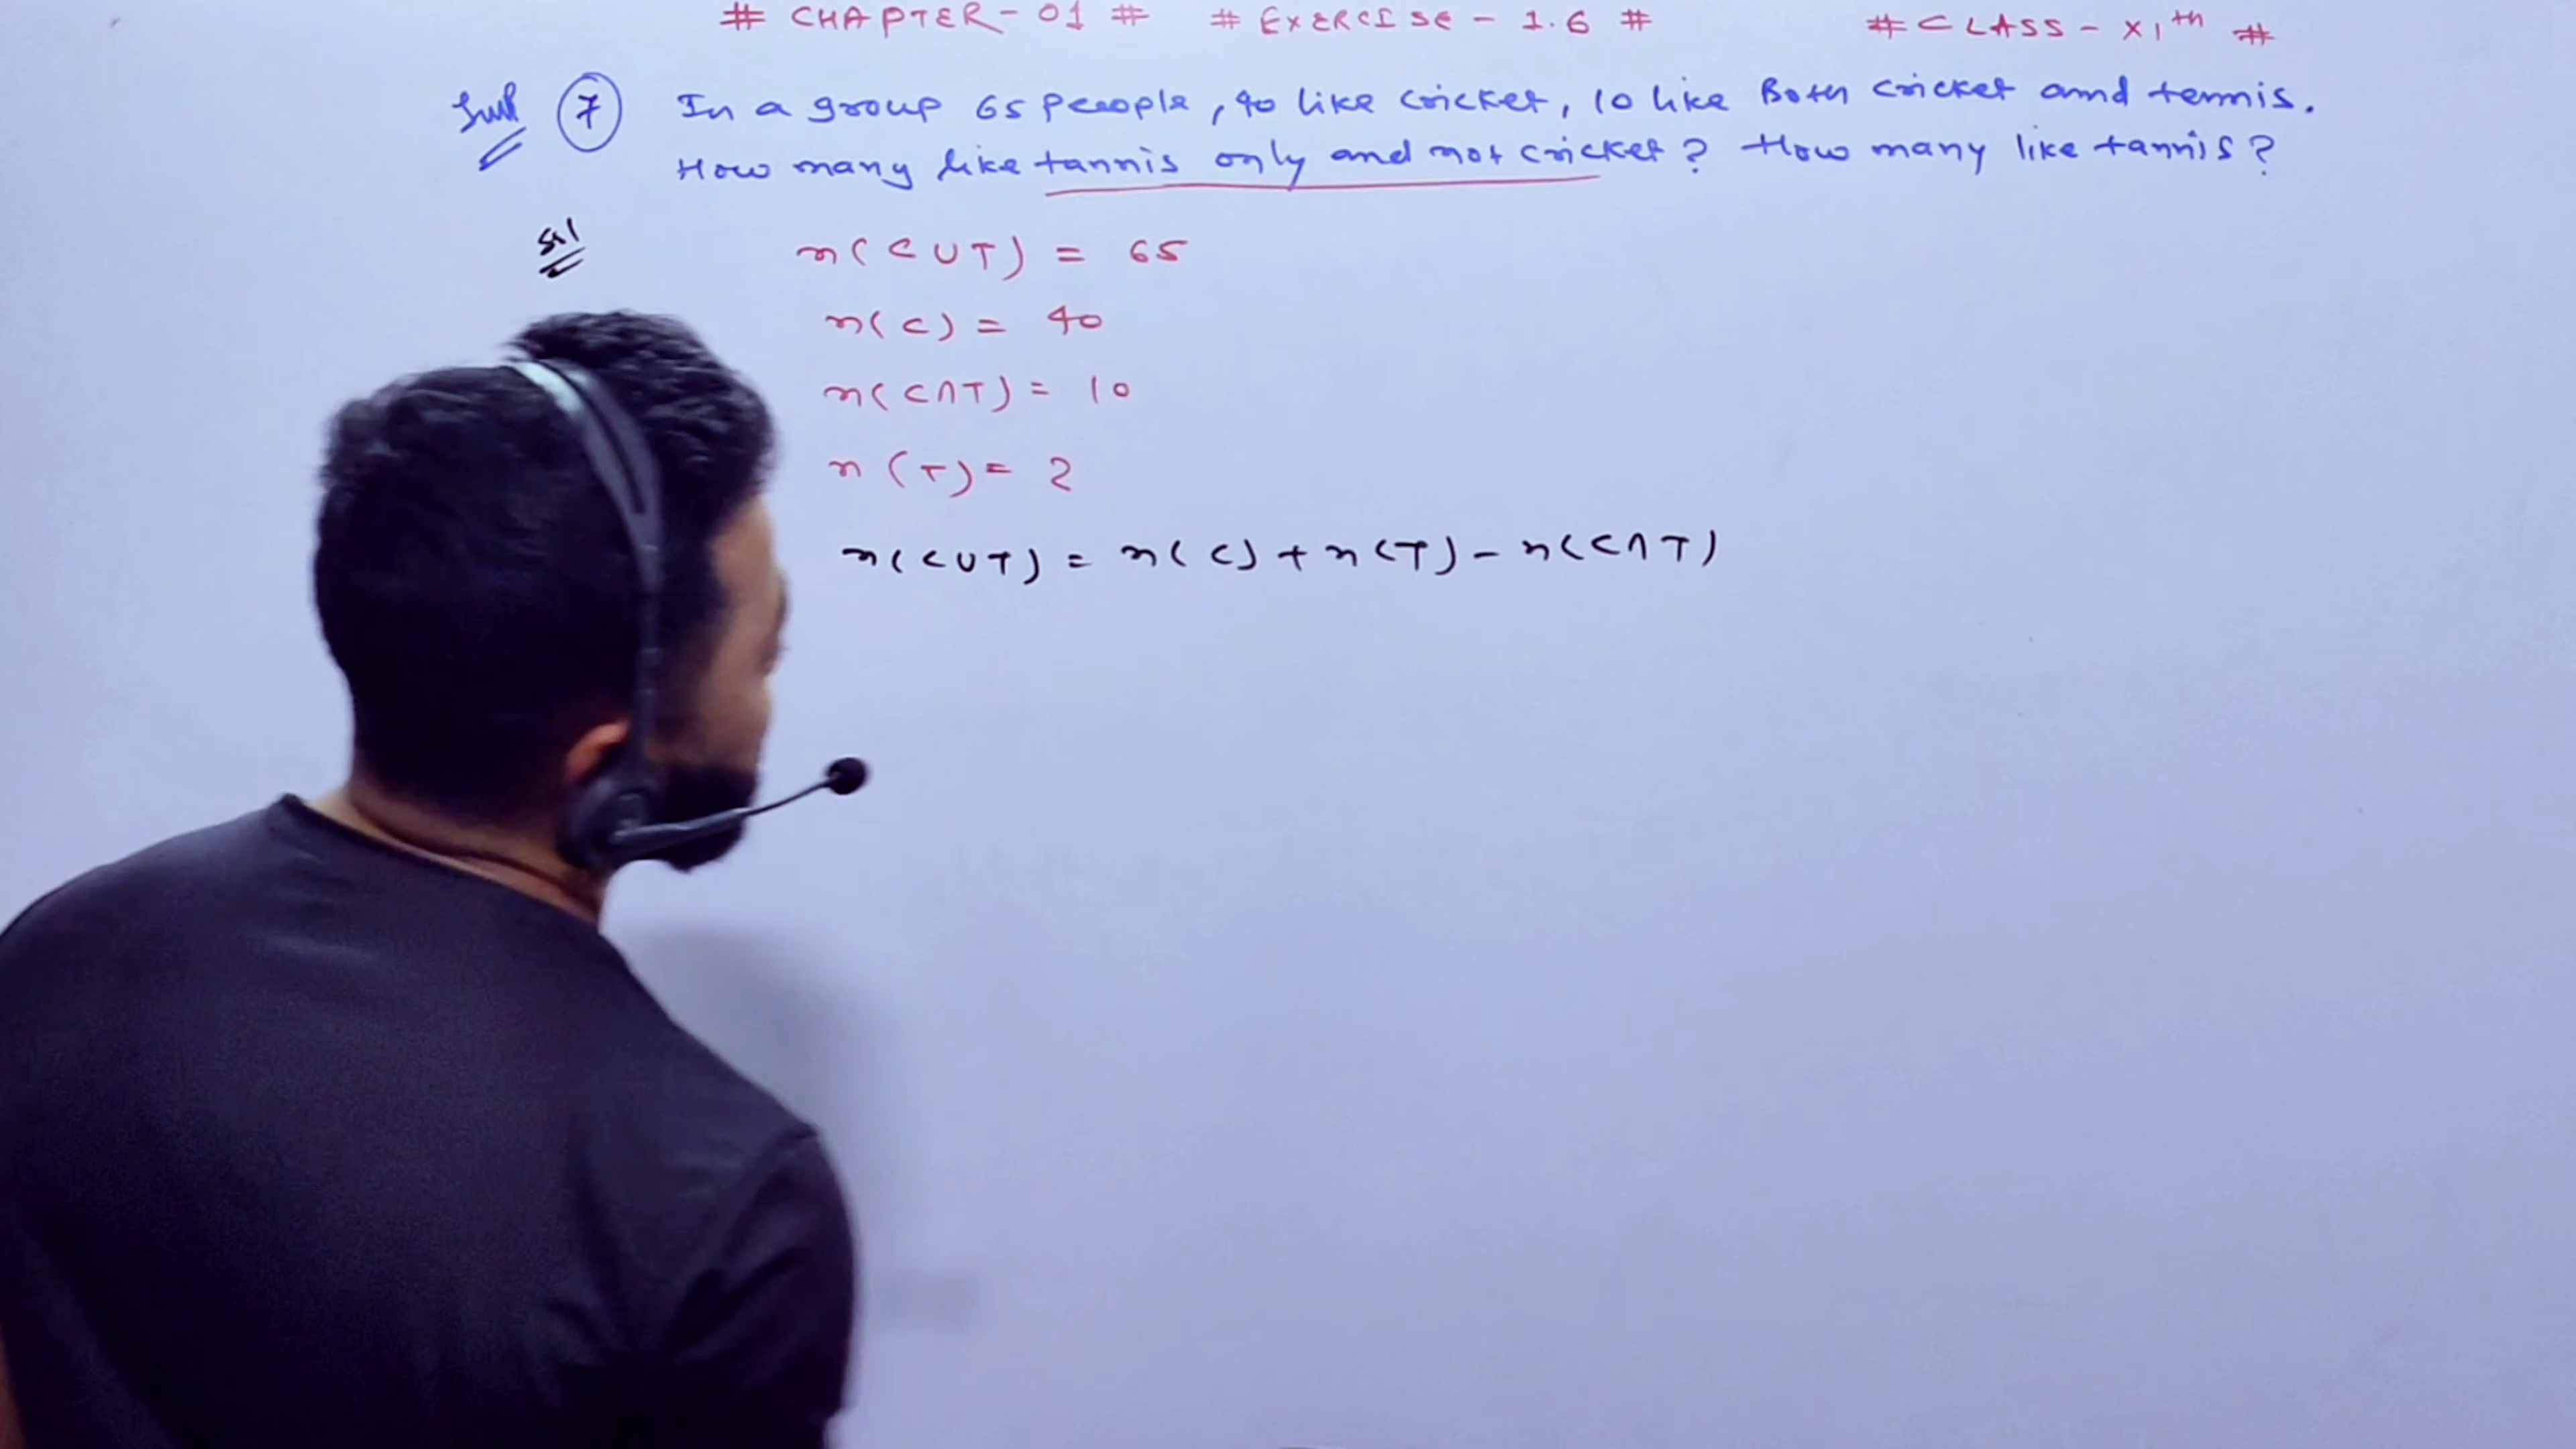 # CHAPTER - 01 # # EXERCISE - 1.6 # # CLASS - XIth #
Imp 7 In a group 65 people, 40 like cricket, 10 like Both cricket and tennis.
How many like tannis only and not cricket? How many like tannis?
Sol
n(C∪T) = 65
n(C) = 40
n(C∩T) = 10
n(T) = ?
n(C∪T) = n(C) + n(T) - n(C∩T)